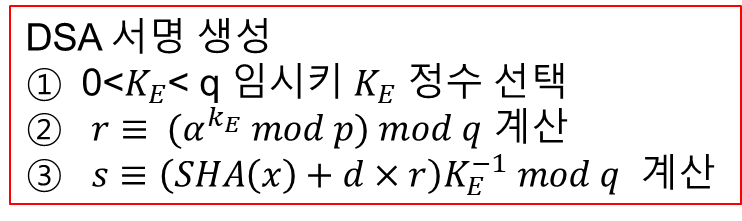 DSA 서명 생성
① 0<K_E< q 임시키 K_E 정수 선택
② r ≡ (α^{k_E} mod p) mod q 계산
③ s ≡ (SHA(x) + d × r)K_E^{-1} mod q 계산